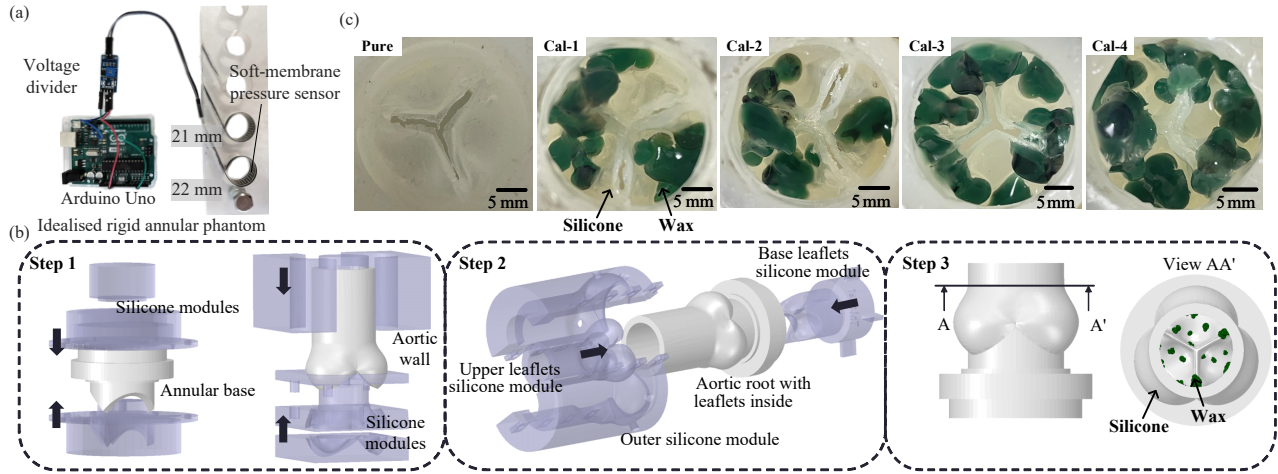 (a)
Voltage
divider
Soft-membrane
pressure sensor
21 mm
22 mm
Arduino Uno
Idealised rigid annular phantom
(c)
Pure
5 mm
Cal-1
5 mm
Silicone
Wax
Cal-2
5 mm
Cal-3
5 mm
Cal-4
5 mm
(b)
Step 1
Silicone modules
Annular base
Aortic
wall
Silicone
modules
Step 2
Base leaflets
silicone module
Upper leaflets
silicone module
Aortic root with
leaflets inside
Outer silicone module
Step 3
View AA'
A
A'
Silicone
Wax